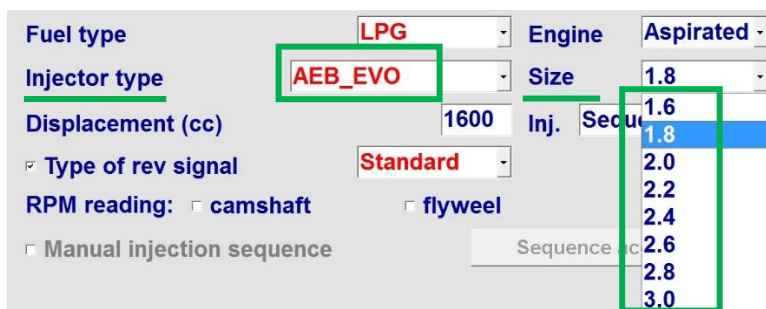 Fuel type LPG Engine Aspirated
Injector type AEB_EVO Size 1.8
Displacement (cc) 1600 Inj.
1.6
1.8
Type of rev signal Standard 2.0
2.2
RPM reading: camshaft flyweel 2.4
Manual injection sequence Sequence 2.6
2.8
3.0